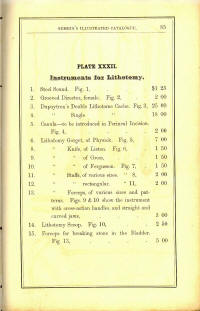 SERRIN'S ILLUSTRATED CATALOGUE. 85
PLATE XXXII.
Instruments for Lithotomy.
1. Steel Sound. Fig. 1, $1 25
2. Grooved Director, female. Fig. 2, 2 00
3. Dupuytren's Double Lithotome Cache. Fig. 3, 25 00
4. " Single " 18 00
5. Canula—to be introduced in Perineal Incision.
Fig. 4, 2 00
6. Lithotomy Gorget, of Physick. Fig. 5, 7 00
8. " Knife, of Liston. Fig. 6, 1 50
9. " " of Gross, 1 50
10. " " of Fergusson. Fig. 7, 1 50
11. " Staffs, of various sizes. " 8, 2 00
12. " " rectangular. " 11, 2 00
13. " Forceps, of various sizes and pat-
terns. Figs. 9 & 10 show the instrument
with cross-action handles, and straight and
curved jaws, 3 00
14. Lithotomy Scoop. Fig. 10, 2 50
15. Forceps for breaking stone in the Bladder.
Fig. 13, 5 00